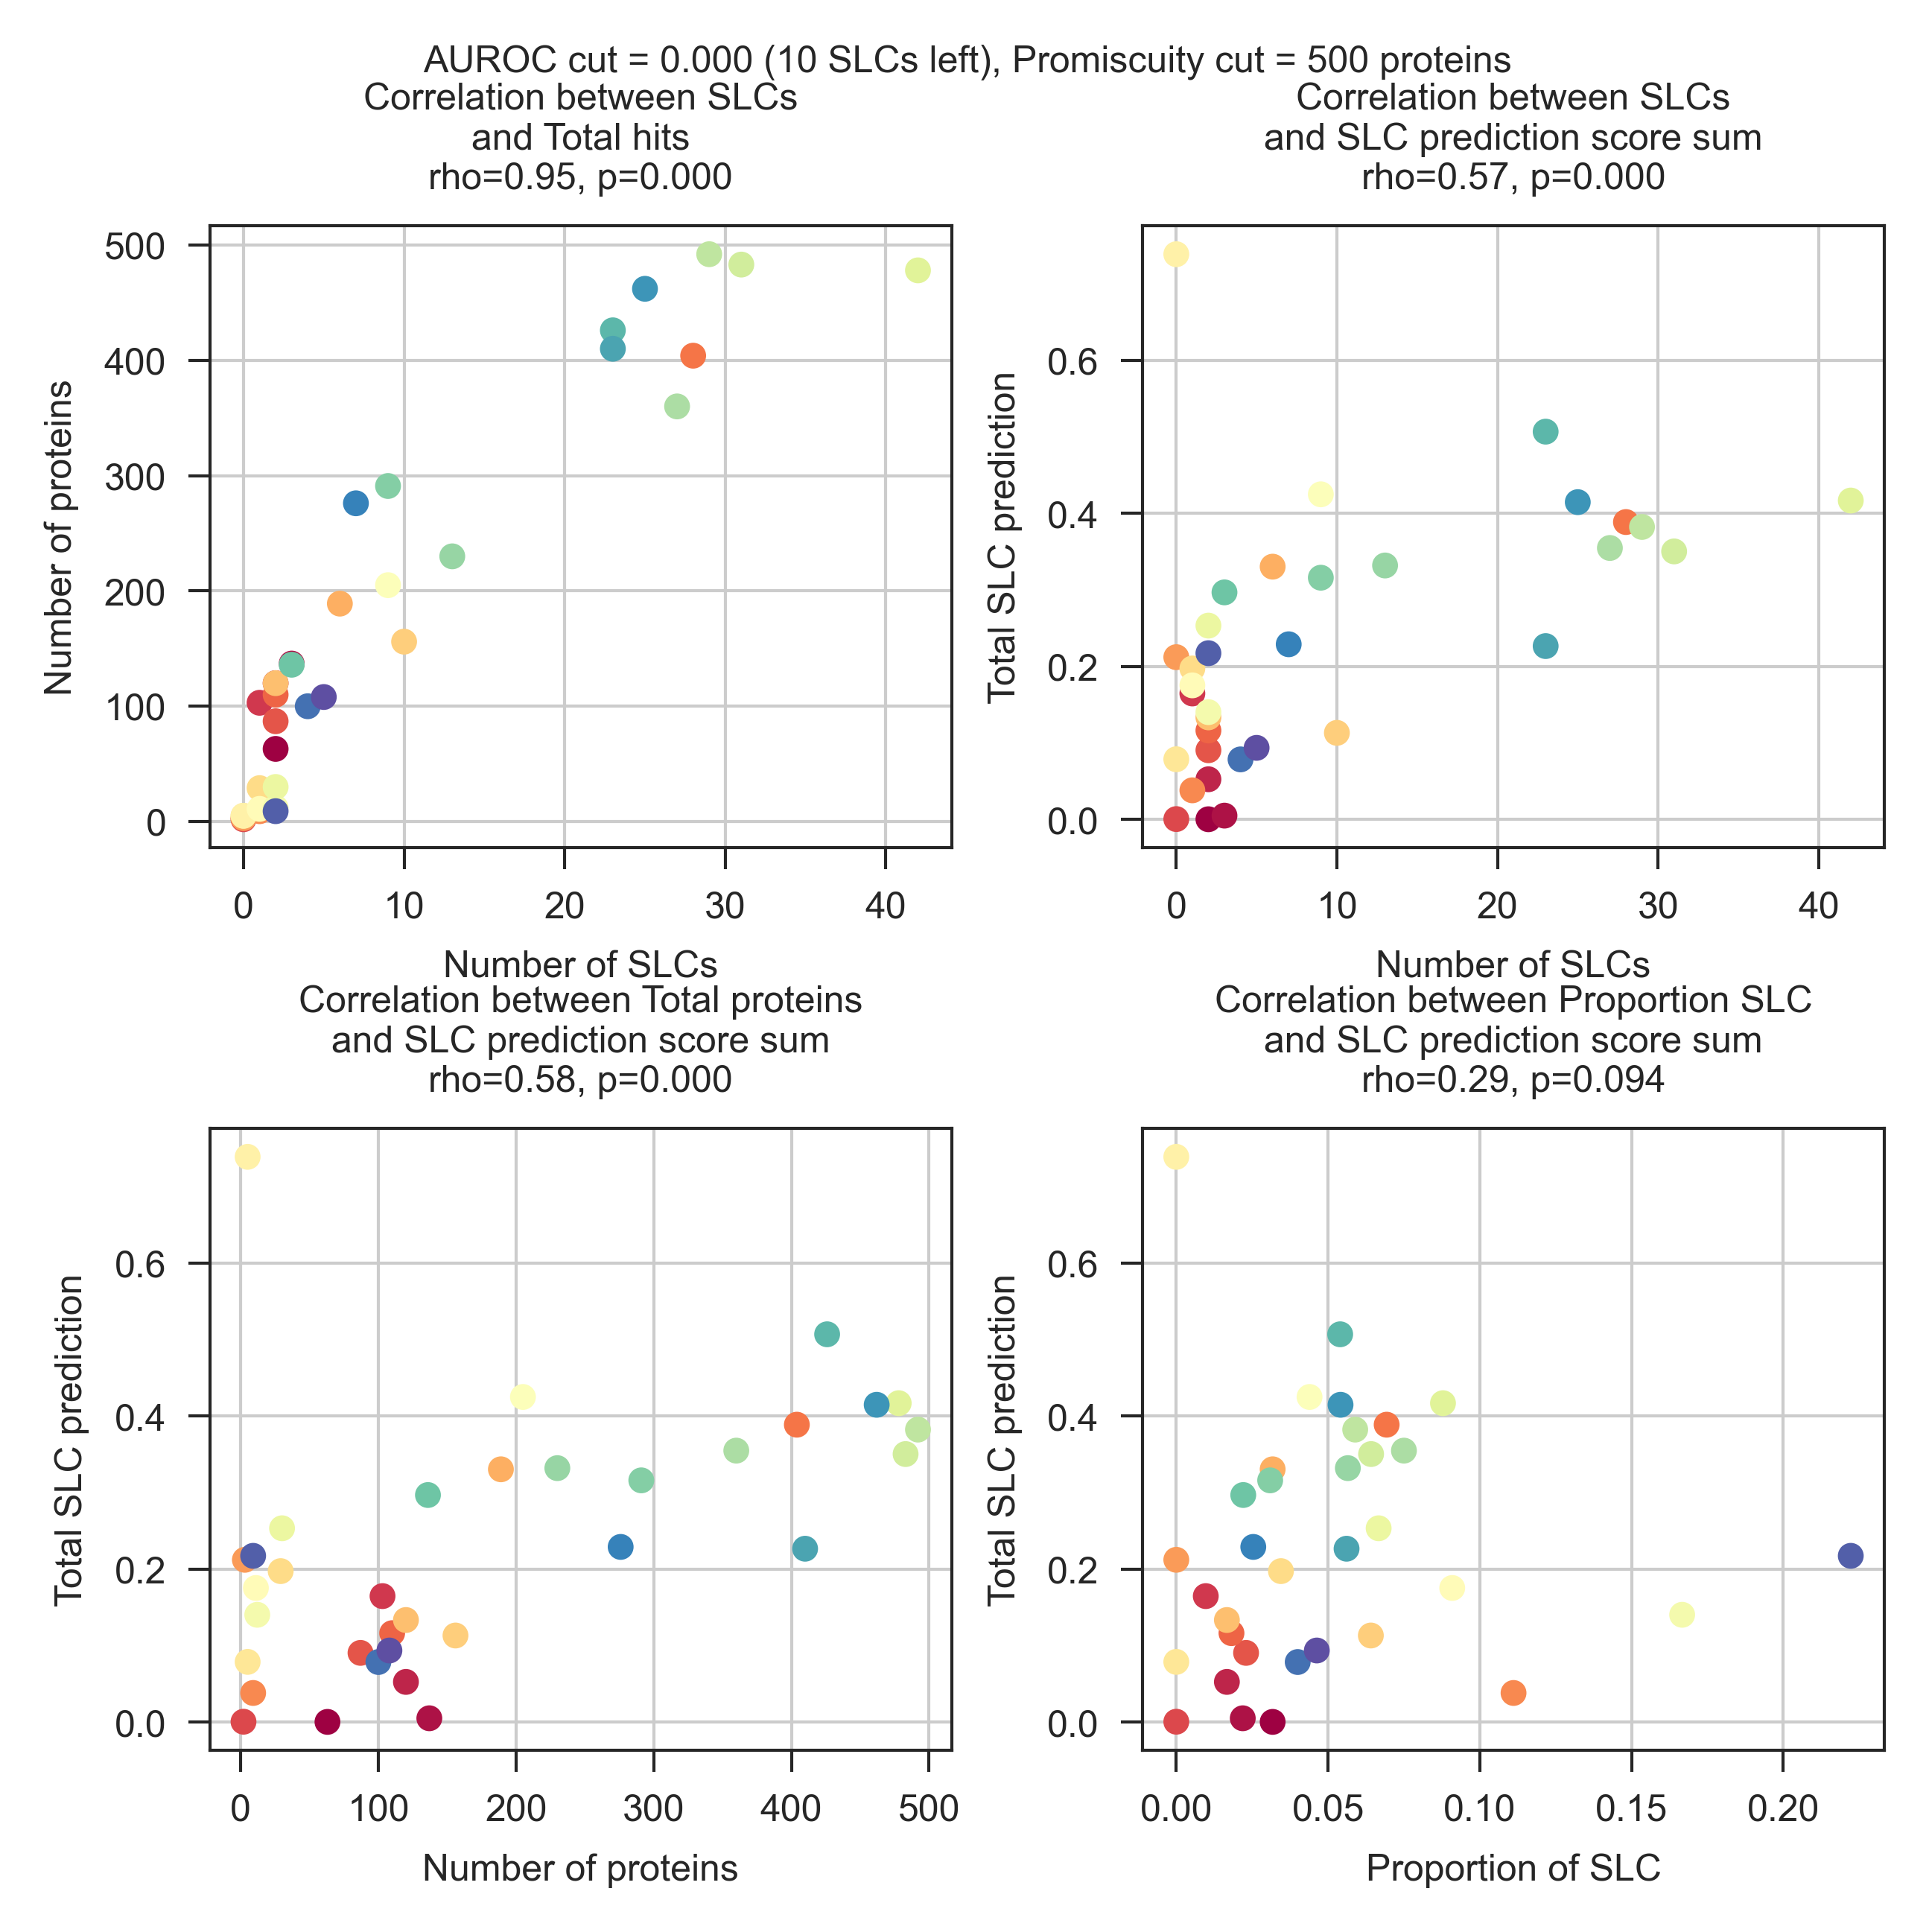 AUROC cut = 0.000 (10 SLCs left), Promiscuity cut = 500 proteins
Correlation between SLCs
and Total hits
rho=0.95, p=0.000
500
400
300
200
100
0
Number of proteins
0 10 20 30 40
Number of SLCs
Correlation between SLCs
and SLC prediction score sum
rho=0.57, p=0.000
0.6
0.4
0.2
0.0
Total SLC prediction
0 10 20 30 40
Number of SLCs
Correlation between Total proteins
and SLC prediction score sum
rho=0.58, p=0.000
0.6
0.4
0.2
0.0
Total SLC prediction
0 100 200 300 400 500
Number of proteins
Correlation between Proportion SLC
and SLC prediction score sum
rho=0.29, p=0.094
0.6
0.4
0.2
0.0
Total SLC prediction
0.00 0.05 0.10 0.15 0.20
Proportion of SLC